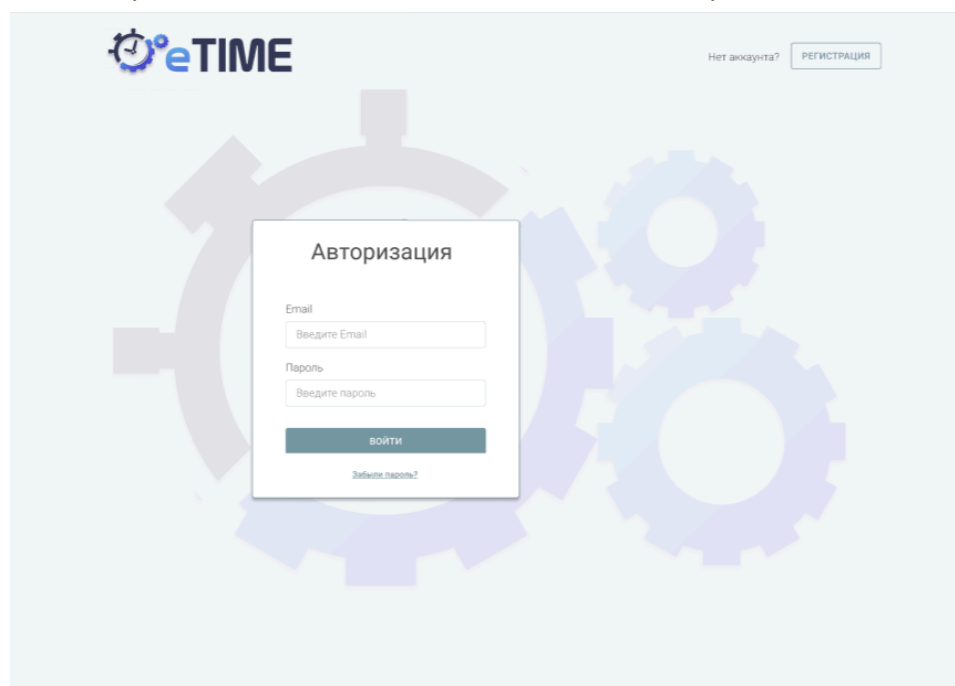 eTIME
Нет аккаунта? РЕГИСТРАЦИЯ
Авторизация
Email
Введите Email
Пароль
Введите пароль
ВОЙТИ
Забыли пароль?